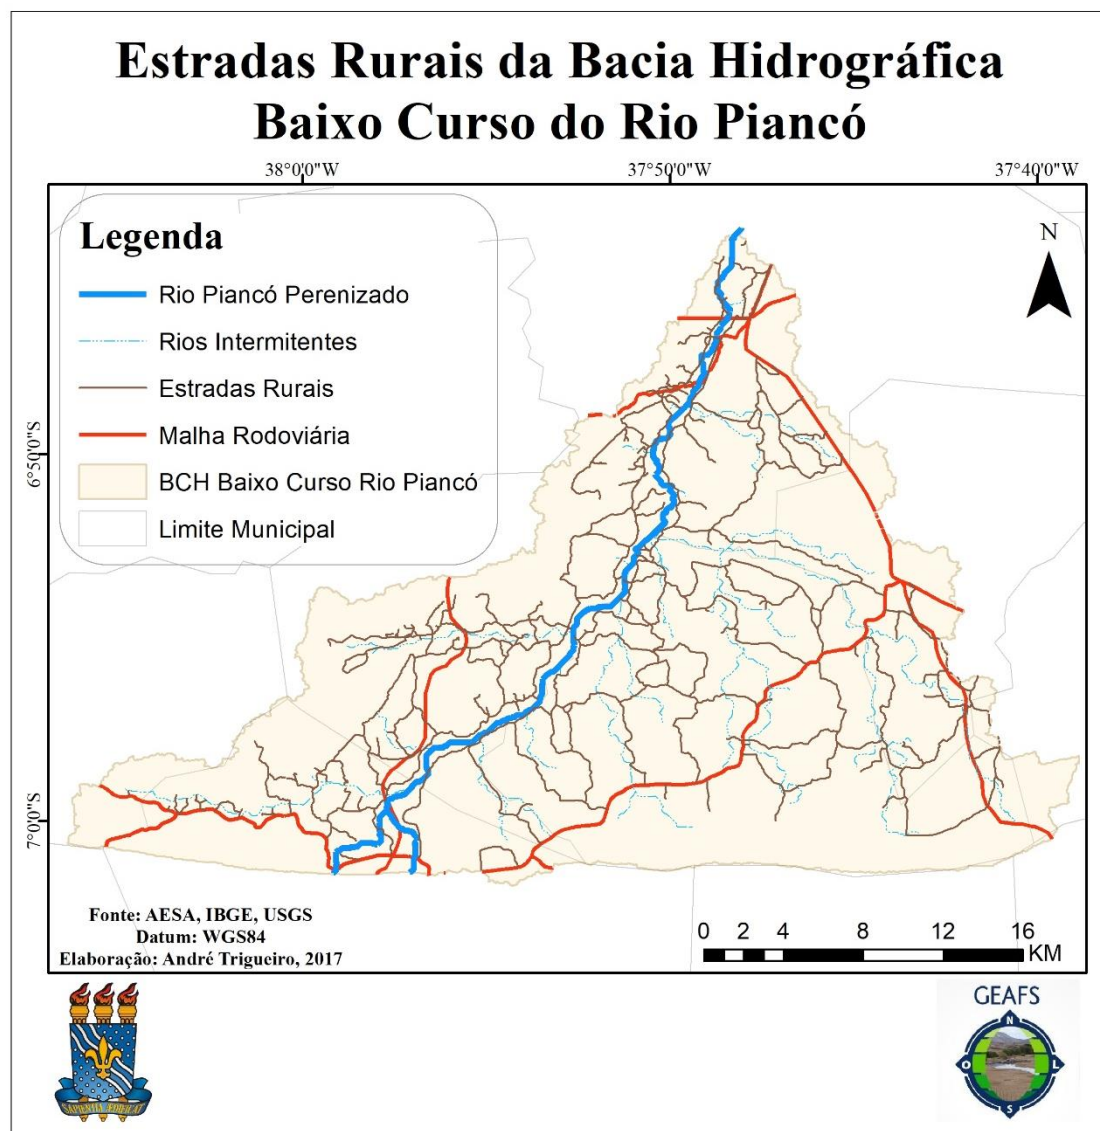 Estradas Rurais da Bacia Hidrográfica
Baixo Curso do Rio Piancó
38°0'0"W
37°50'0"W
37°40'0"W
Legenda
Rio Piancó Perenizado
Rios Intermitentes
Estradas Rurais
Malha Rodoviária
BCH Baixo Curso Rio Piancó
Limite Municipal
N
6°50'0"S
7°0'0"S
Fonte: AESA, IBGE, USGS
Datum: WGS84
Elaboração: André Trigueiro, 2017
0 2 4 8 12 16
KM
SAPIENTIA ÆDIFICAT
GEAFS
N
O L
S